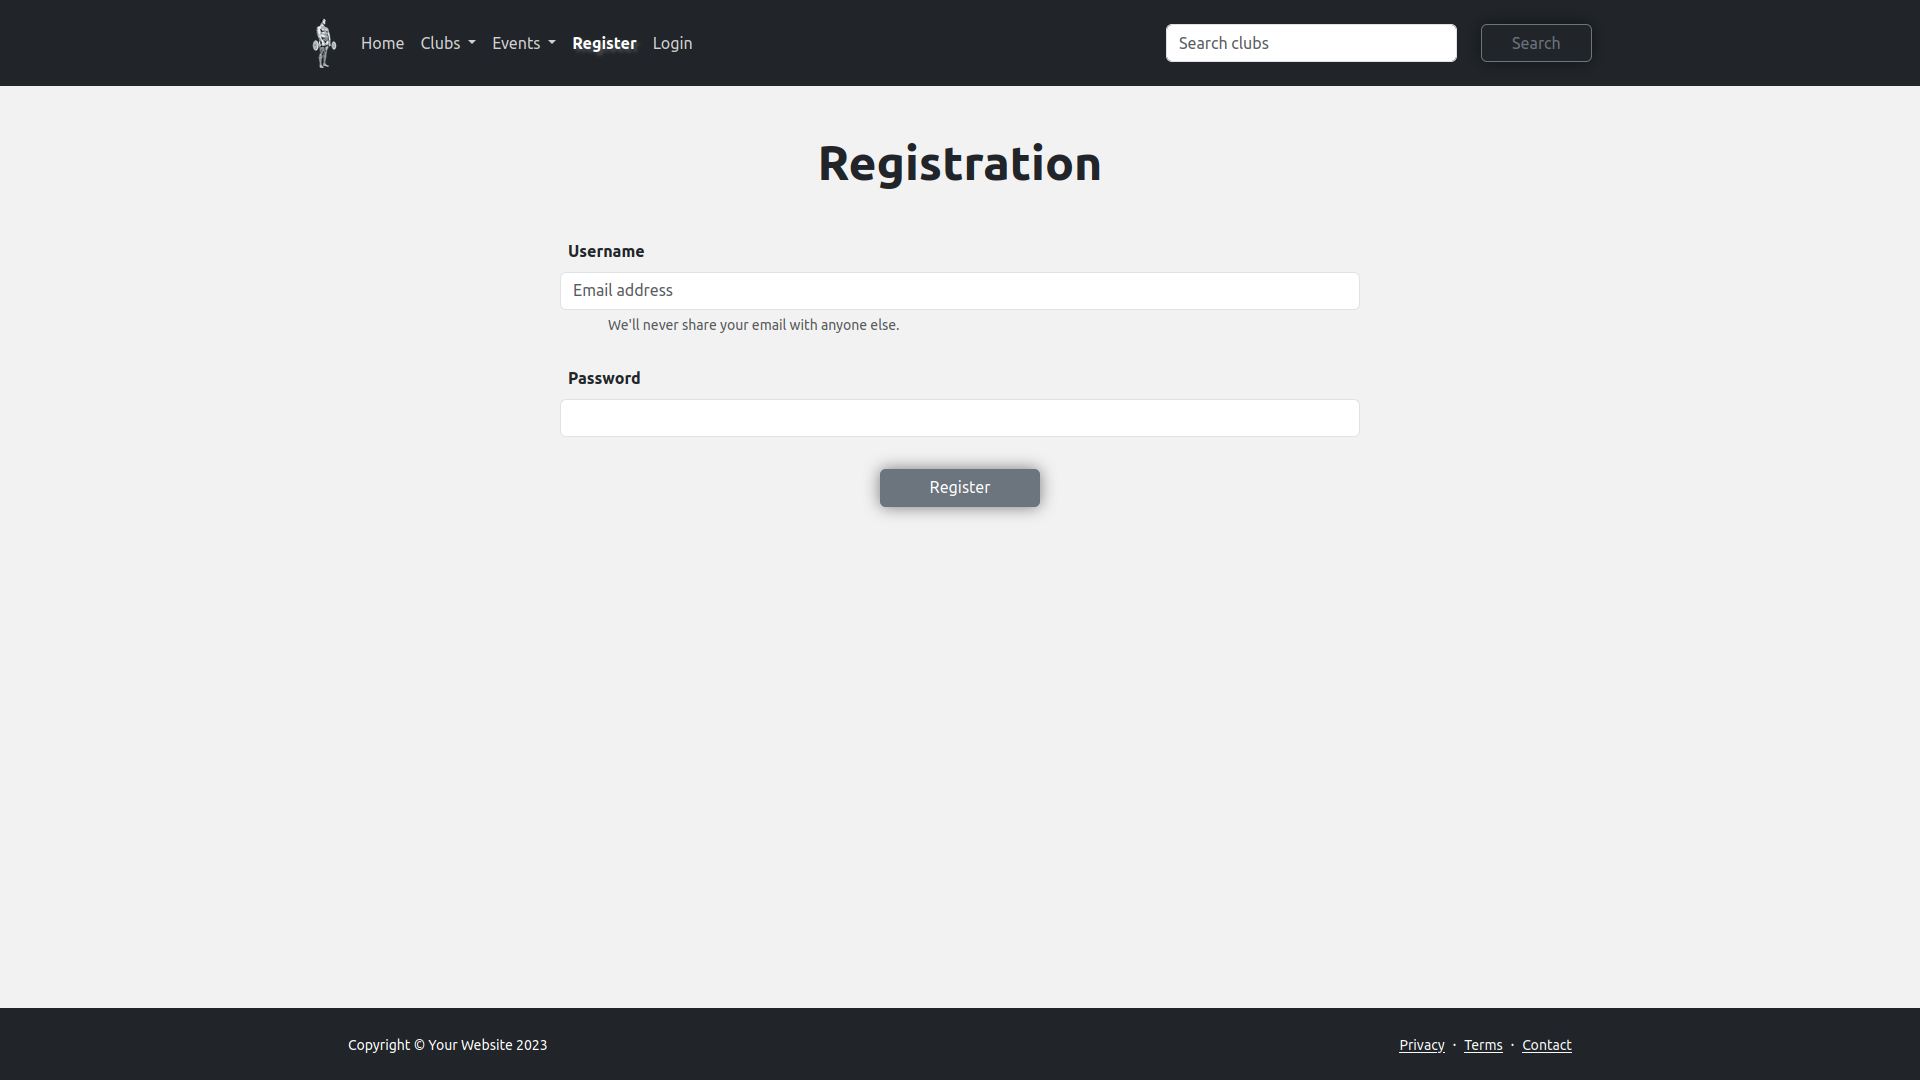 Home Clubs Events Register Login Search clubs Search
Registration
Username
Email address
We'll never share your email with anyone else.
Password
Register
Copyright © Your Website 2023 Privacy · Terms · Contact